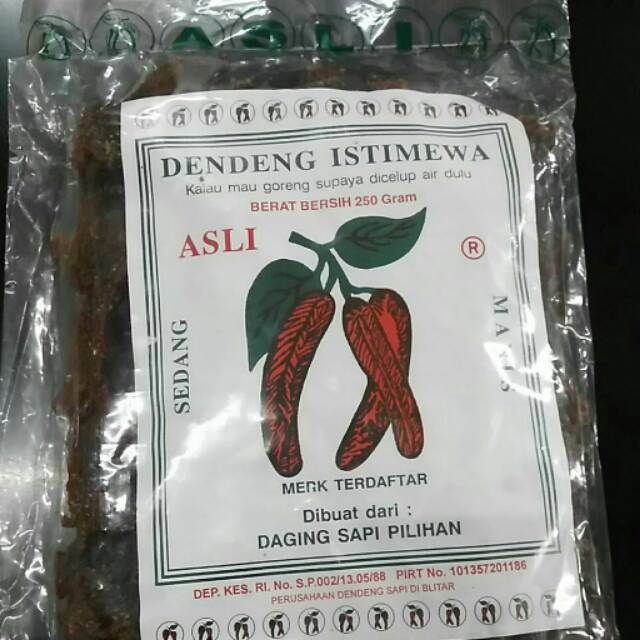 ASLI
DENDENG ISTIMEWA
Kalau mau goreng supaya dicelup air dulu
BERAT BERSIH 250 Gram
ASLI
®
SEDANG
MANIS
MERK TERDAFTAR
Dibuat dari :
DAGING SAPI PILIHAN
DEP. KES. RI. No. S.P.002/13.05/88 PIRT No. 101357201186
PERUSAHAAN DENDENG SAPI DI BLITAR